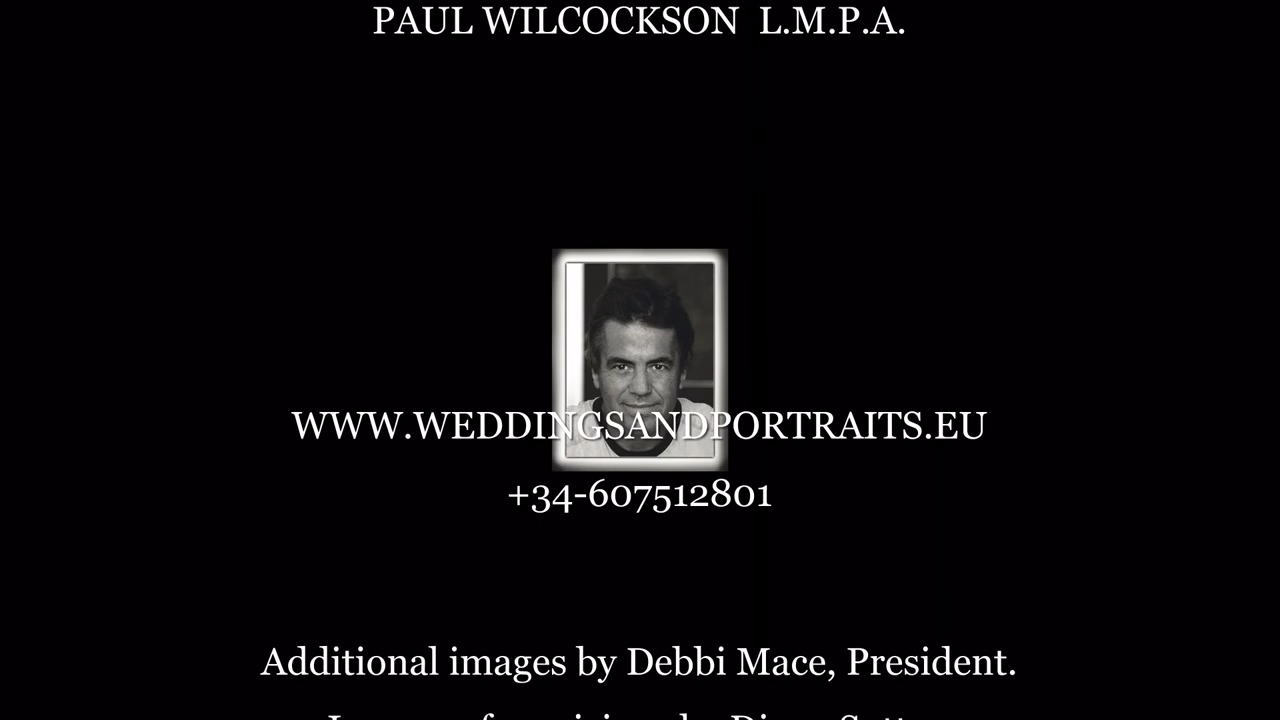 PAUL WILCOCKSON L.M.P.A.
WWW.WEDDINGSANDPORTRAITS.EU
+34-607512801
Additional images by Debbi Mace, President.